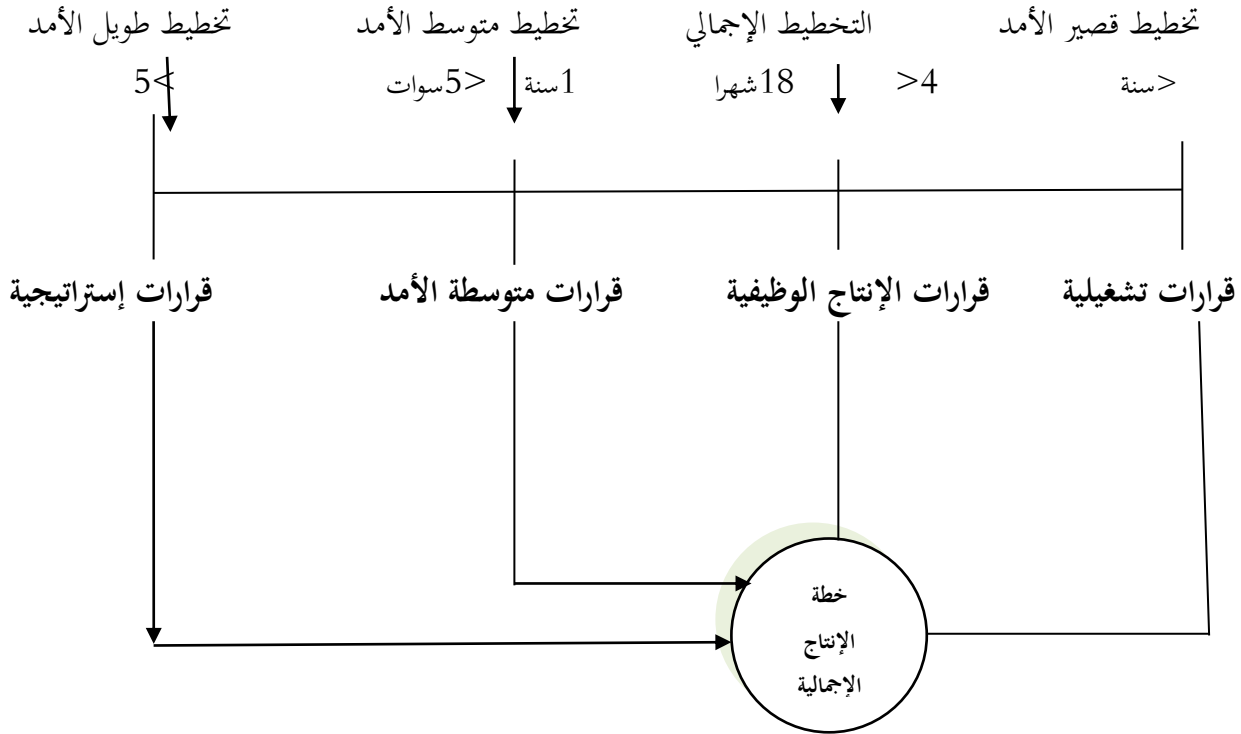 تخطيط قصير الأمد
التخطيط الإجمالي
تخطيط متوسط الأمد
تخطيط طويل الأمد
<سنة
>4
18شهرا
1سنة
<5سوات
5<
قرارات تشغيلية
قرارات الإنتاج الوظيفية
قرارات متوسطة الأمد
قرارات إستراتيجية
خطة
الإنتاج
الإجمالية